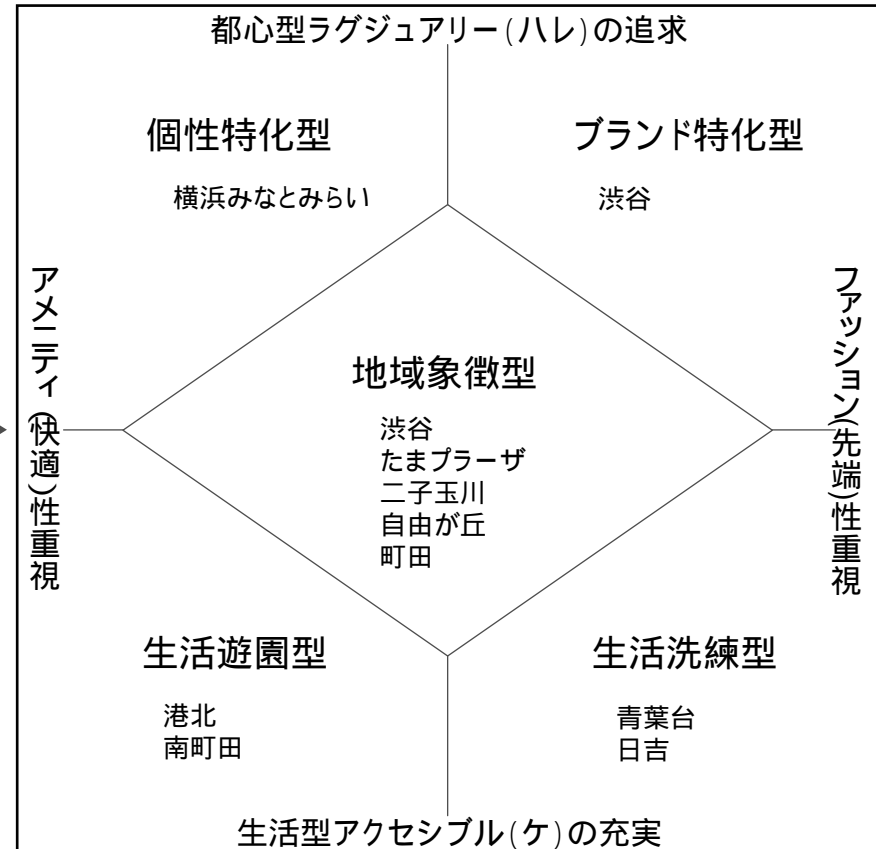 都心型ラグジュアリー(ハレ)の追求
個性特化型
横浜みなとみらい
ブランド特化型
渋谷
アメニティ(快適)性重視
地域象徴型
渋谷
たまプラーザ
二子玉川
自由が丘
町田
ファッション(先端)性重視
生活遊園型
港北
南町田
生活洗練型
青葉台
日吉
生活型アクセシブル(ケ)の充実